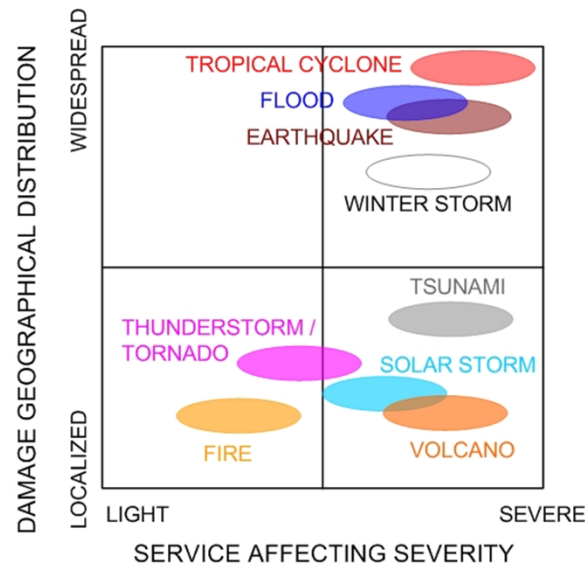 DAMAGE GEOGRAPHICAL DISTRIBUTION
WIDESPREAD
LOCALIZED
TROPICAL CYCLONE
FLOOD
EARTHQUAKE
WINTER STORM
TSUNAMI
THUNDERSTORM /
TORNADO
SOLAR STORM
FIRE
VOLCANO
LIGHT
SEVERE
SERVICE AFFECTING SEVERITY